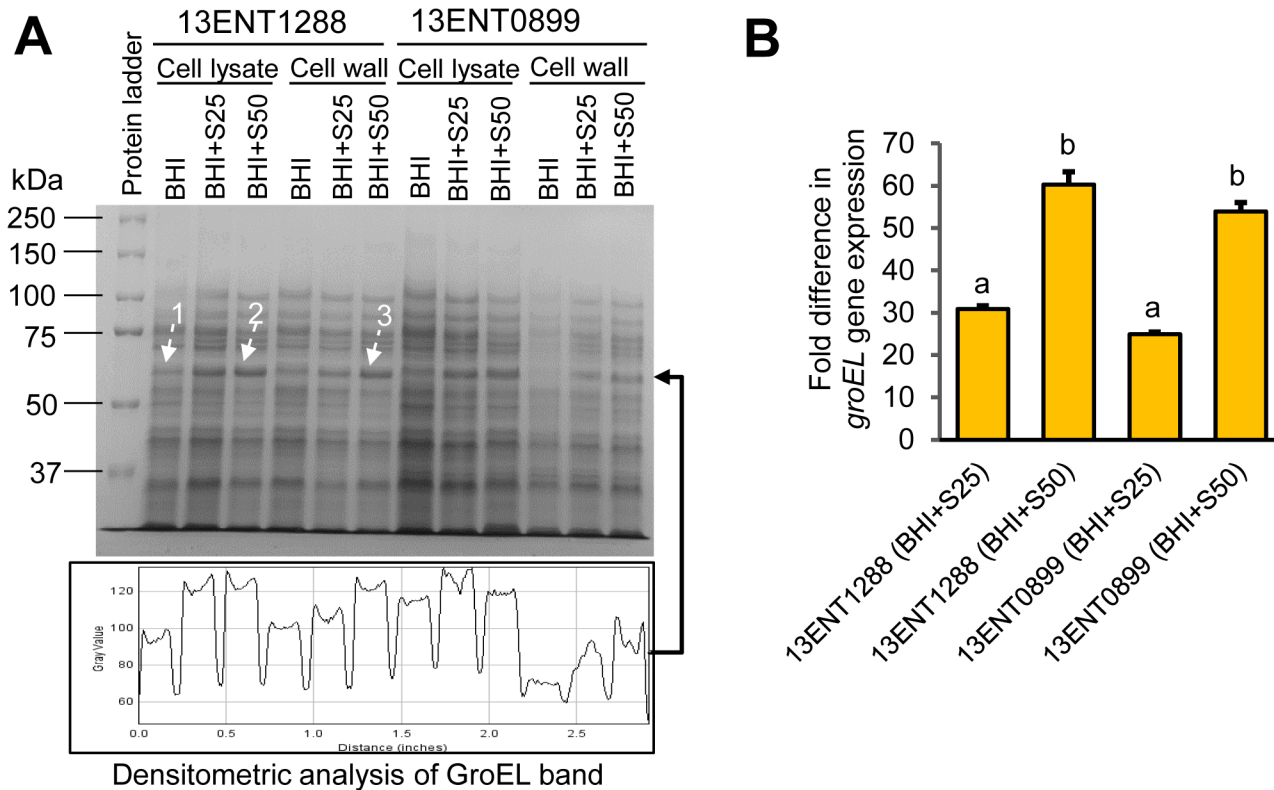 A
13ENT1288 13ENT0899
Cell lysate Cell wall Cell lysate Cell wall
Protein ladder
BHI
BHI+S25
BHI+S50
BHI
BHI+S25
BHI+S50
BHI
BHI+S25
BHI+S50
BHI
BHI+S25
BHI+S50
kDa
250
150
100
75
50
37
1 2 3
120
100
80
60
Gray Value
0.0 0.5 1.0 1.5 2.0 2.5
Distance (inches)
Densitometric analysis of GroEL band
B
Fold difference in
groEL gene expression
70
60
50
40
30
20
10
0
a b a b
13ENT1288 (BHI+S25)
13ENT1288 (BHI+S50)
13ENT0899 (BHI+S25)
13ENT0899 (BHI+S50)